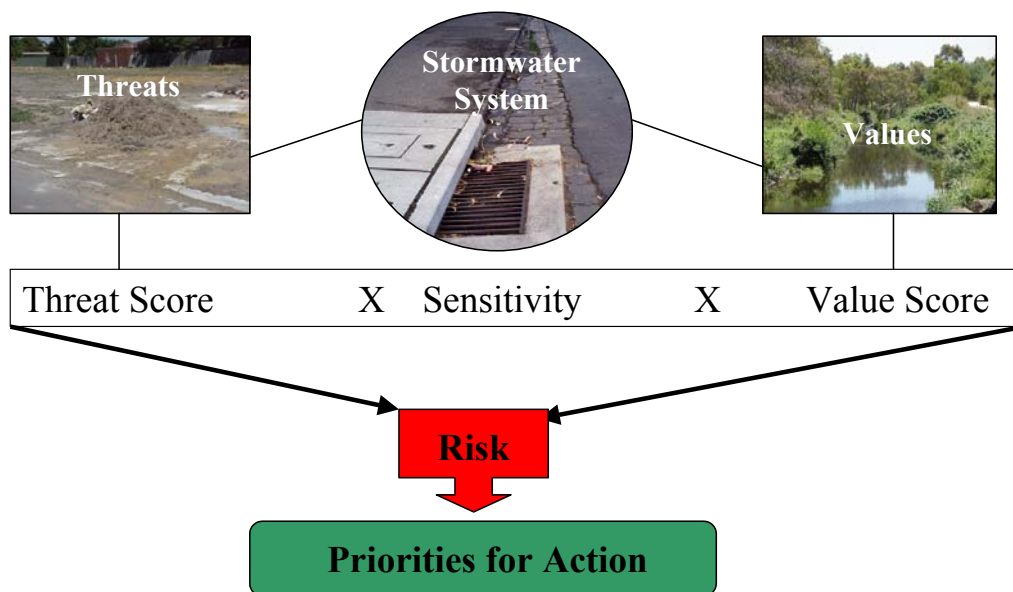 Threats
Stormwater
System
Values
Threat Score X Sensitivity X Value Score
Risk
Priorities for Action